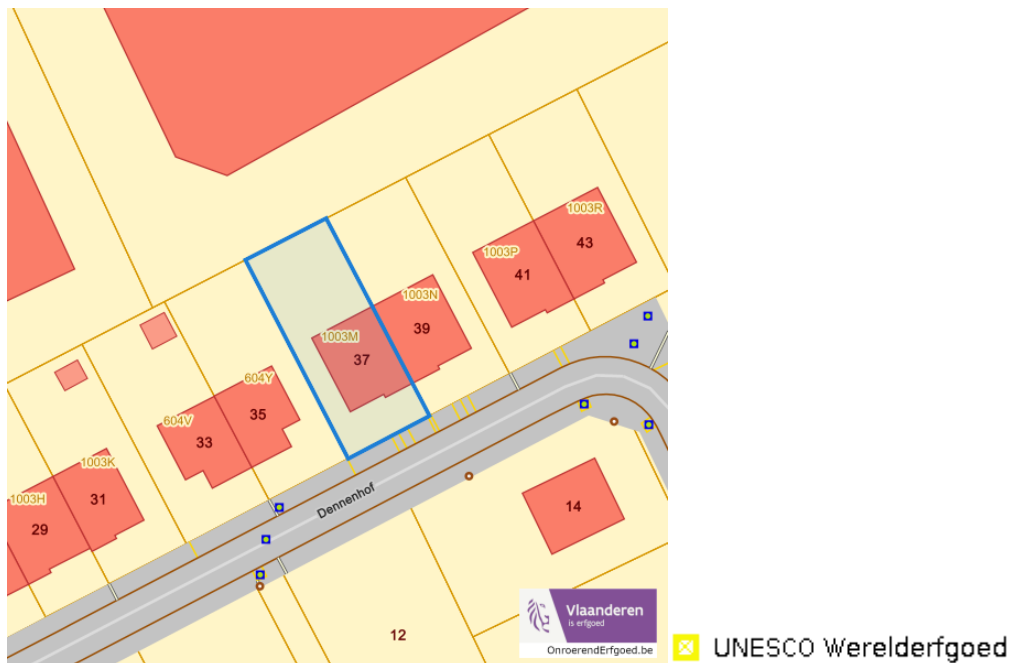 1003R
43
1003P
41
1003N
39
1003M
37
604Y
35
604V
33
1003K
31
1003H
29
Dennenhof
14
12
Vlaanderen
is erfgoed
OnroerendErfgoed.be
UNESCO Werelderfgoed